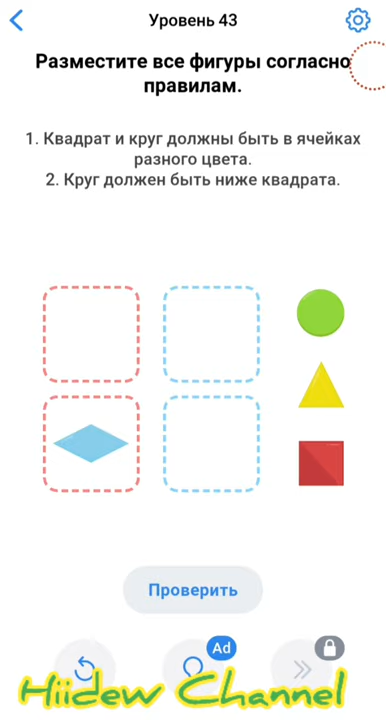 Уровень 43
Разместите все фигуры согласно
правилам.
1. Квадрат и круг должны быть в ячейках
разного цвета.
2. Круг должен быть ниже квадрата.
Проверить
Ad
Hiidew Channel